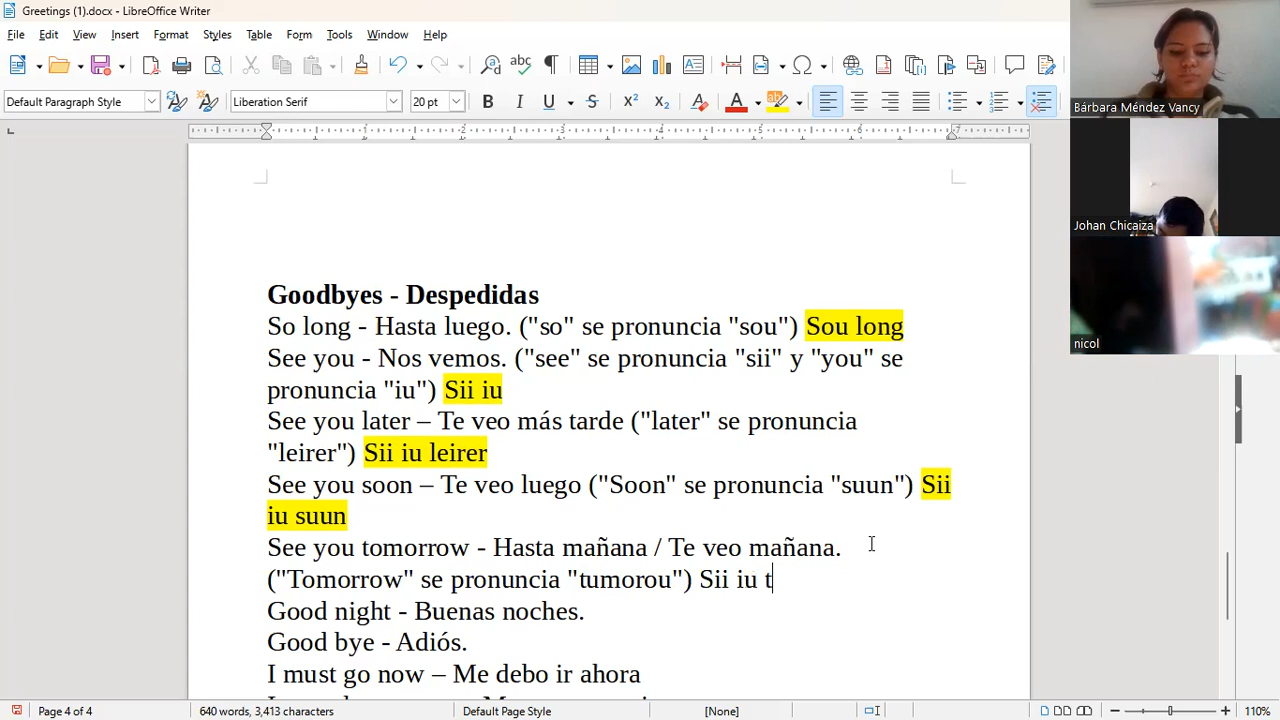 Greetings (1).docx - LibreOffice Writer
File Edit View Insert Format Styles Table Form Tools Window Help
Default Paragraph Style Liberation Serif 20 pt
Goodbyes - Despedidas
So long - Hasta luego. ("so" se pronuncia "sou") Sou long
See you - Nos vemos. ("see" se pronuncia "sii" y "you" se
pronuncia "iu") Sii iu
See you later – Te veo más tarde ("later" se pronuncia
"leirer") Sii iu leirer
See you soon – Te veo luego ("Soon" se pronuncia "suun") Sii
iu suun
See you tomorrow - Hasta mañana / Te veo mañana.
("Tomorrow" se pronuncia "tumorou") Sii iu t
Good night - Buenas noches.
Good bye - Adiós.
I must go now – Me debo ir ahora
Page 4 of 4 640 words, 3,413 characters Default Page Style [None] 110%
Bárbara Méndez Vancy
Johan Chicaiza
nicol